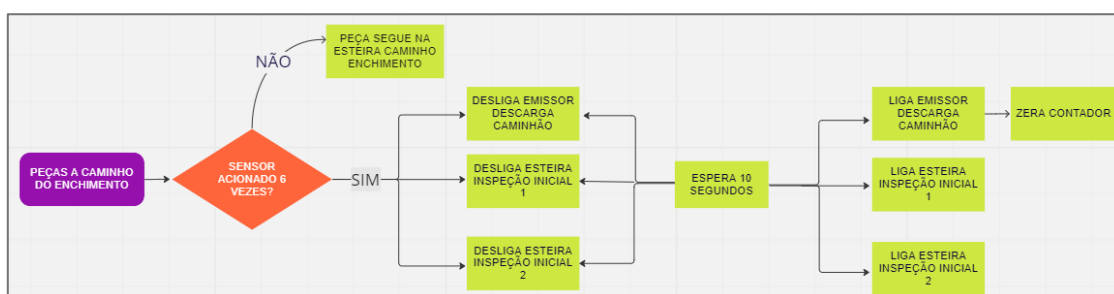 PEÇAS A CAMINHO
DO ENCHIMENTO
SENSOR
ACIONADO 6
VEZES?
NÃO
PEÇA SEGUE NA
ESTEIRA CAMINHO
ENCHIMENTO
SIM
DESLIGA EMISSOR
DESCARGA
CAMINHÃO
DESLIGA ESTEIRA
INSPEÇÃO INICIAL
1
DESLIGA ESTEIRA
INSPEÇÃO INICIAL
2
ESPERA 10
SEGUNDOS
LIGA EMISSOR
DESCARGA
CAMINHÃO
ZERA CONTADOR
LIGA ESTEIRA
INSPEÇÃO INICIAL
1
LIGA ESTEIRA
INSPEÇÃO INICIAL
2